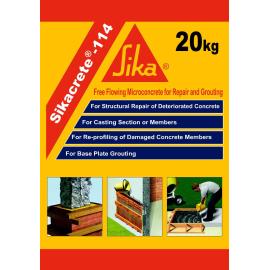 Sikacrete®-114
Sika®
20kg
Free Flowing Microconcrete for Repair and Grouting
For Structural Repair of Deteriorated Concrete
For Casting Section or Members
For Re-profiling of Damaged Concrete Members
For Base Plate Grouting